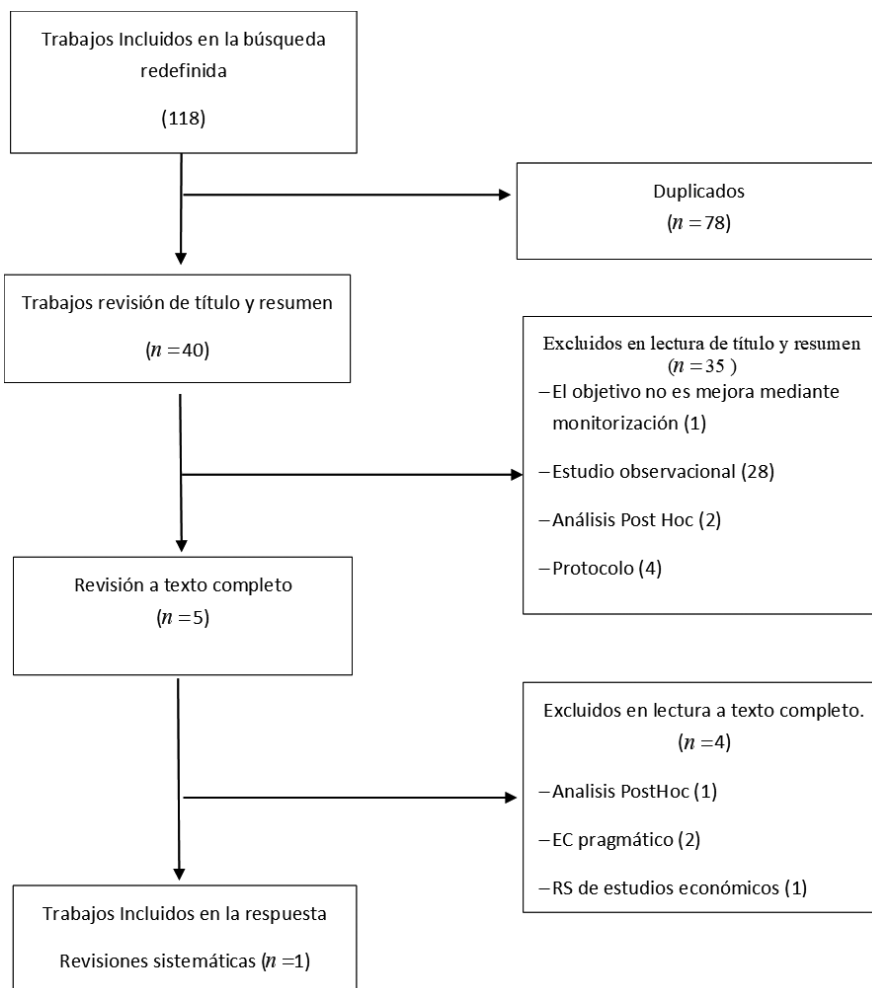 Trabajos Incluidos en la búsqueda
redefinida
(118)
Duplicados
(n = 78)
Trabajos revisión de título y resumen
(n = 40)
Excluidos en lectura de título y resumen
(n = 35 )
–El objetivo no es mejora mediante
monitorización (1)
–Estudio observacional (28)
–Análisis Post Hoc (2)
–Protocolo (4)
Revisión a texto completo
(n = 5)
Excluidos en lectura a texto completo.
(n =4)
–Analisis PostHoc (1)
–EC pragmático (2)
–RS de estudios económicos (1)
Trabajos Incluidos en la respuesta
Revisiones sistemáticas (n =1)